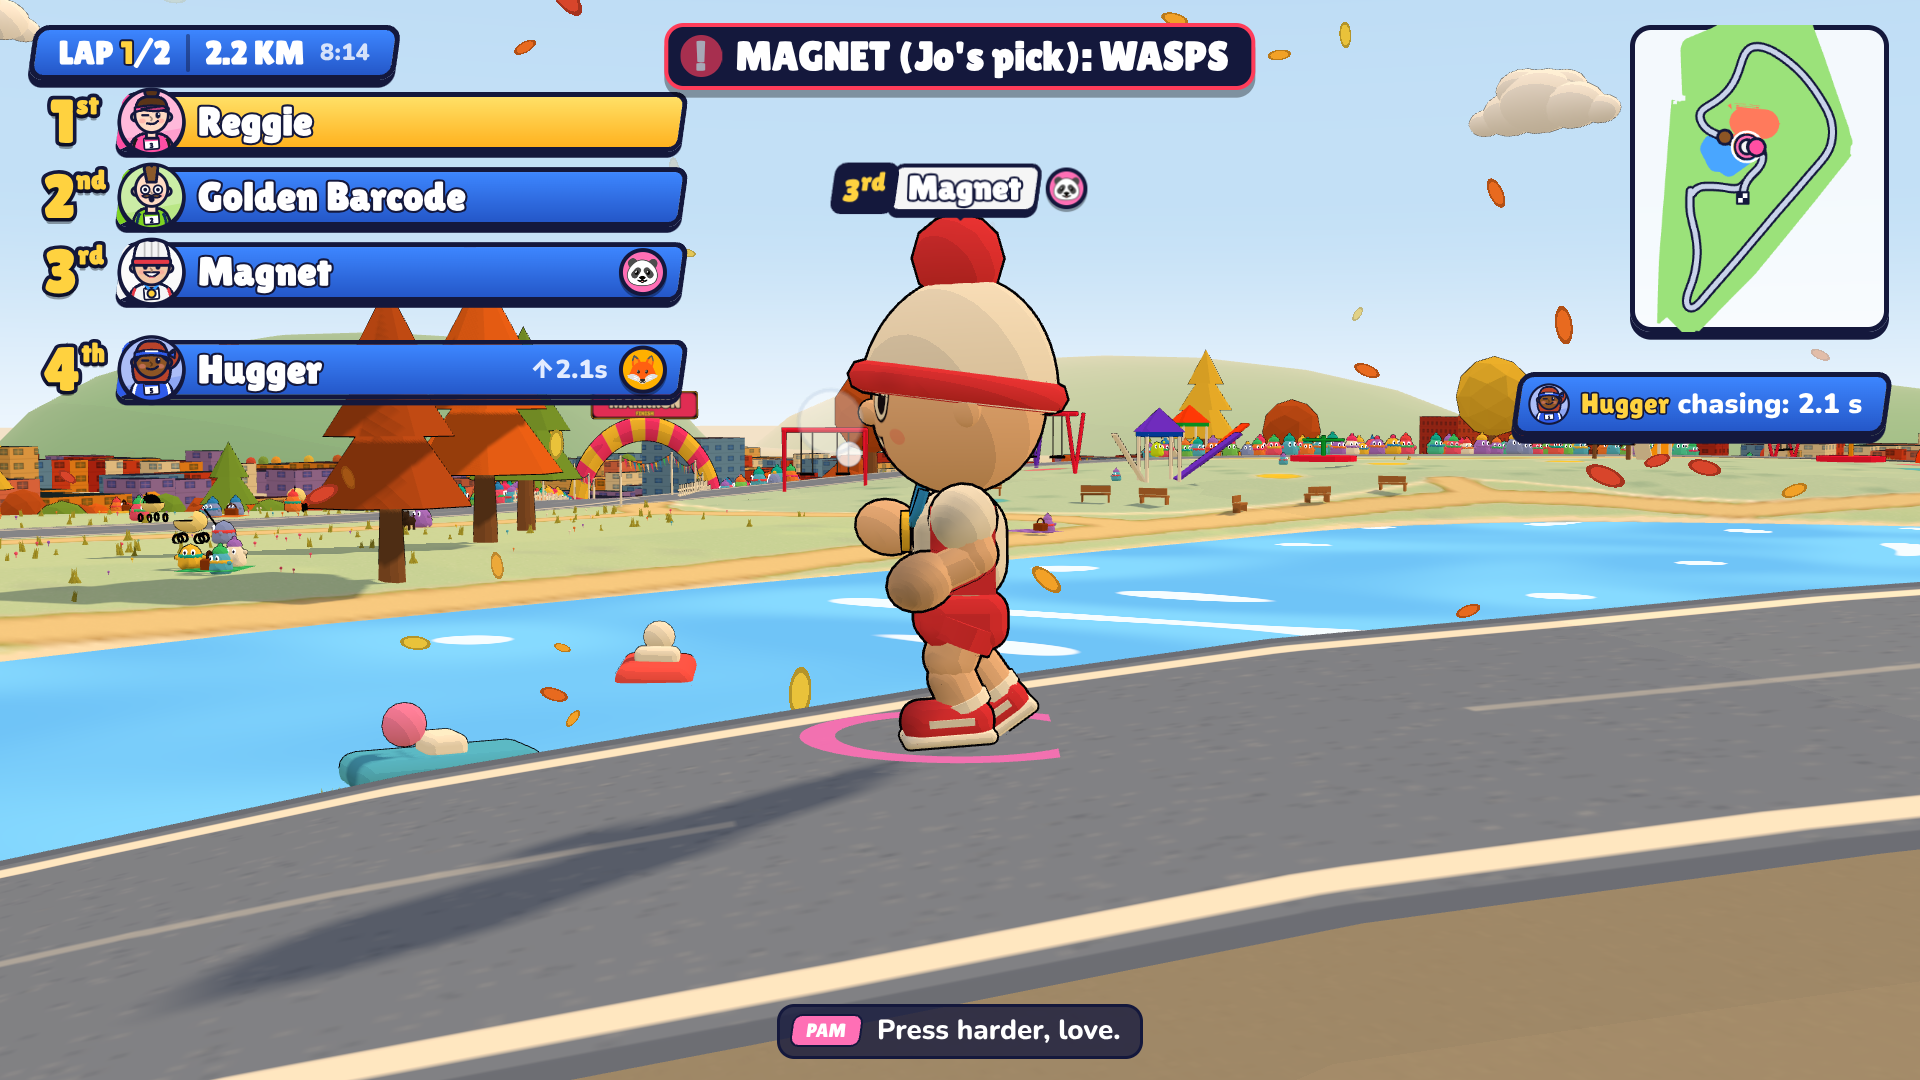 LAP 1/2 2.2 KM 8:14
MAGNET (Jo's pick): WASPS
1st Reggie
2nd Golden Barcode
3rd Magnet
4th Hugger ↑2.1s
3rd Magnet
Hugger chasing: 2.1 s
PAM Press harder, love.